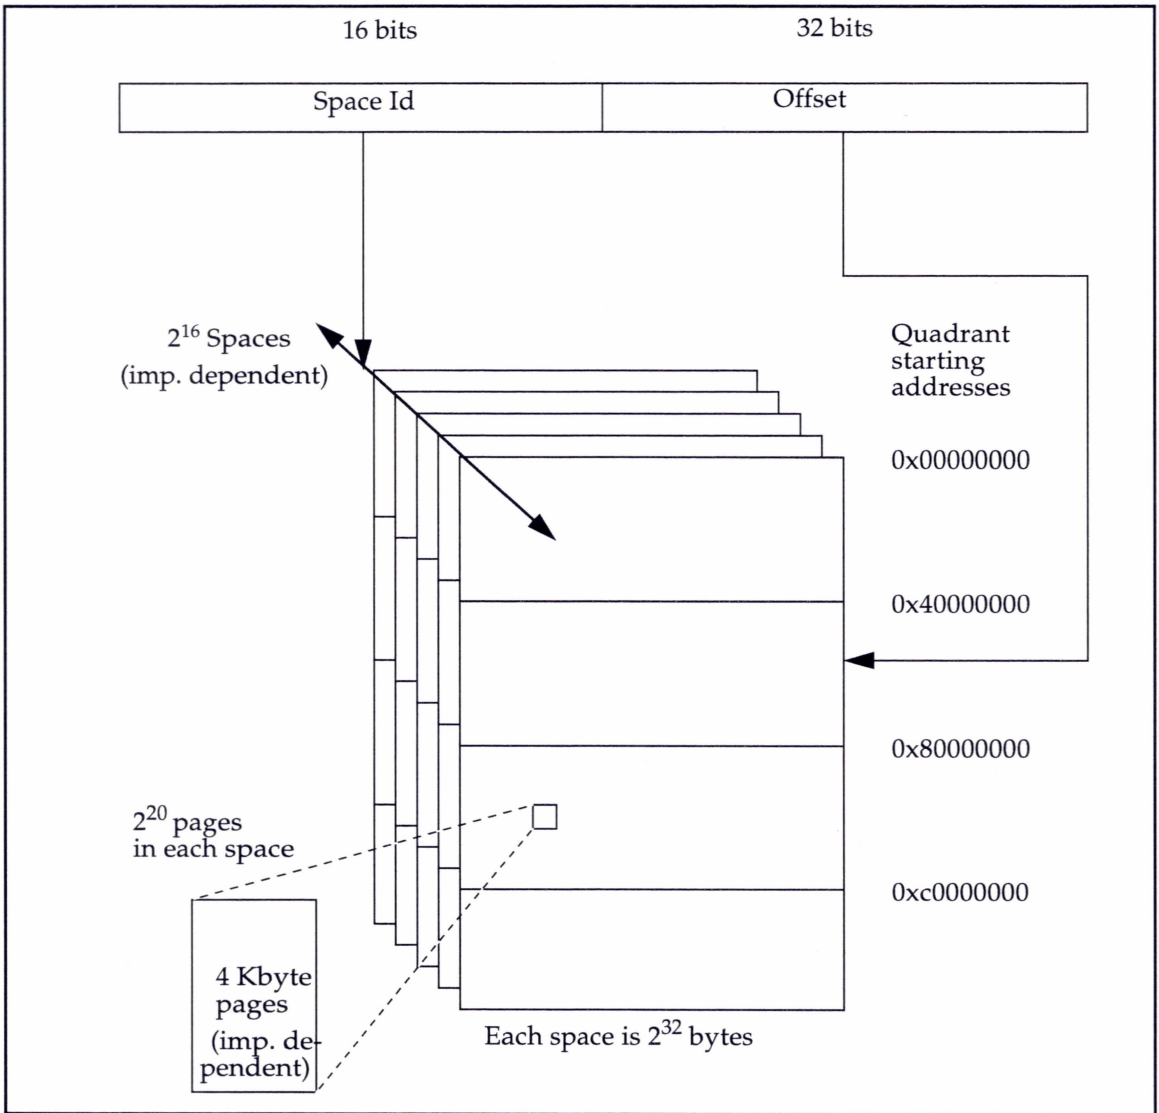 16 bits
32 bits
Space Id
Offset
2^16 Spaces
(imp. dependent)
Quadrant
starting
addresses
0x00000000
0x40000000
0x80000000
2^20 pages
in each space
0xc0000000
4 Kbyte
pages
(imp. de-
pendent)
Each space is 2^32 bytes